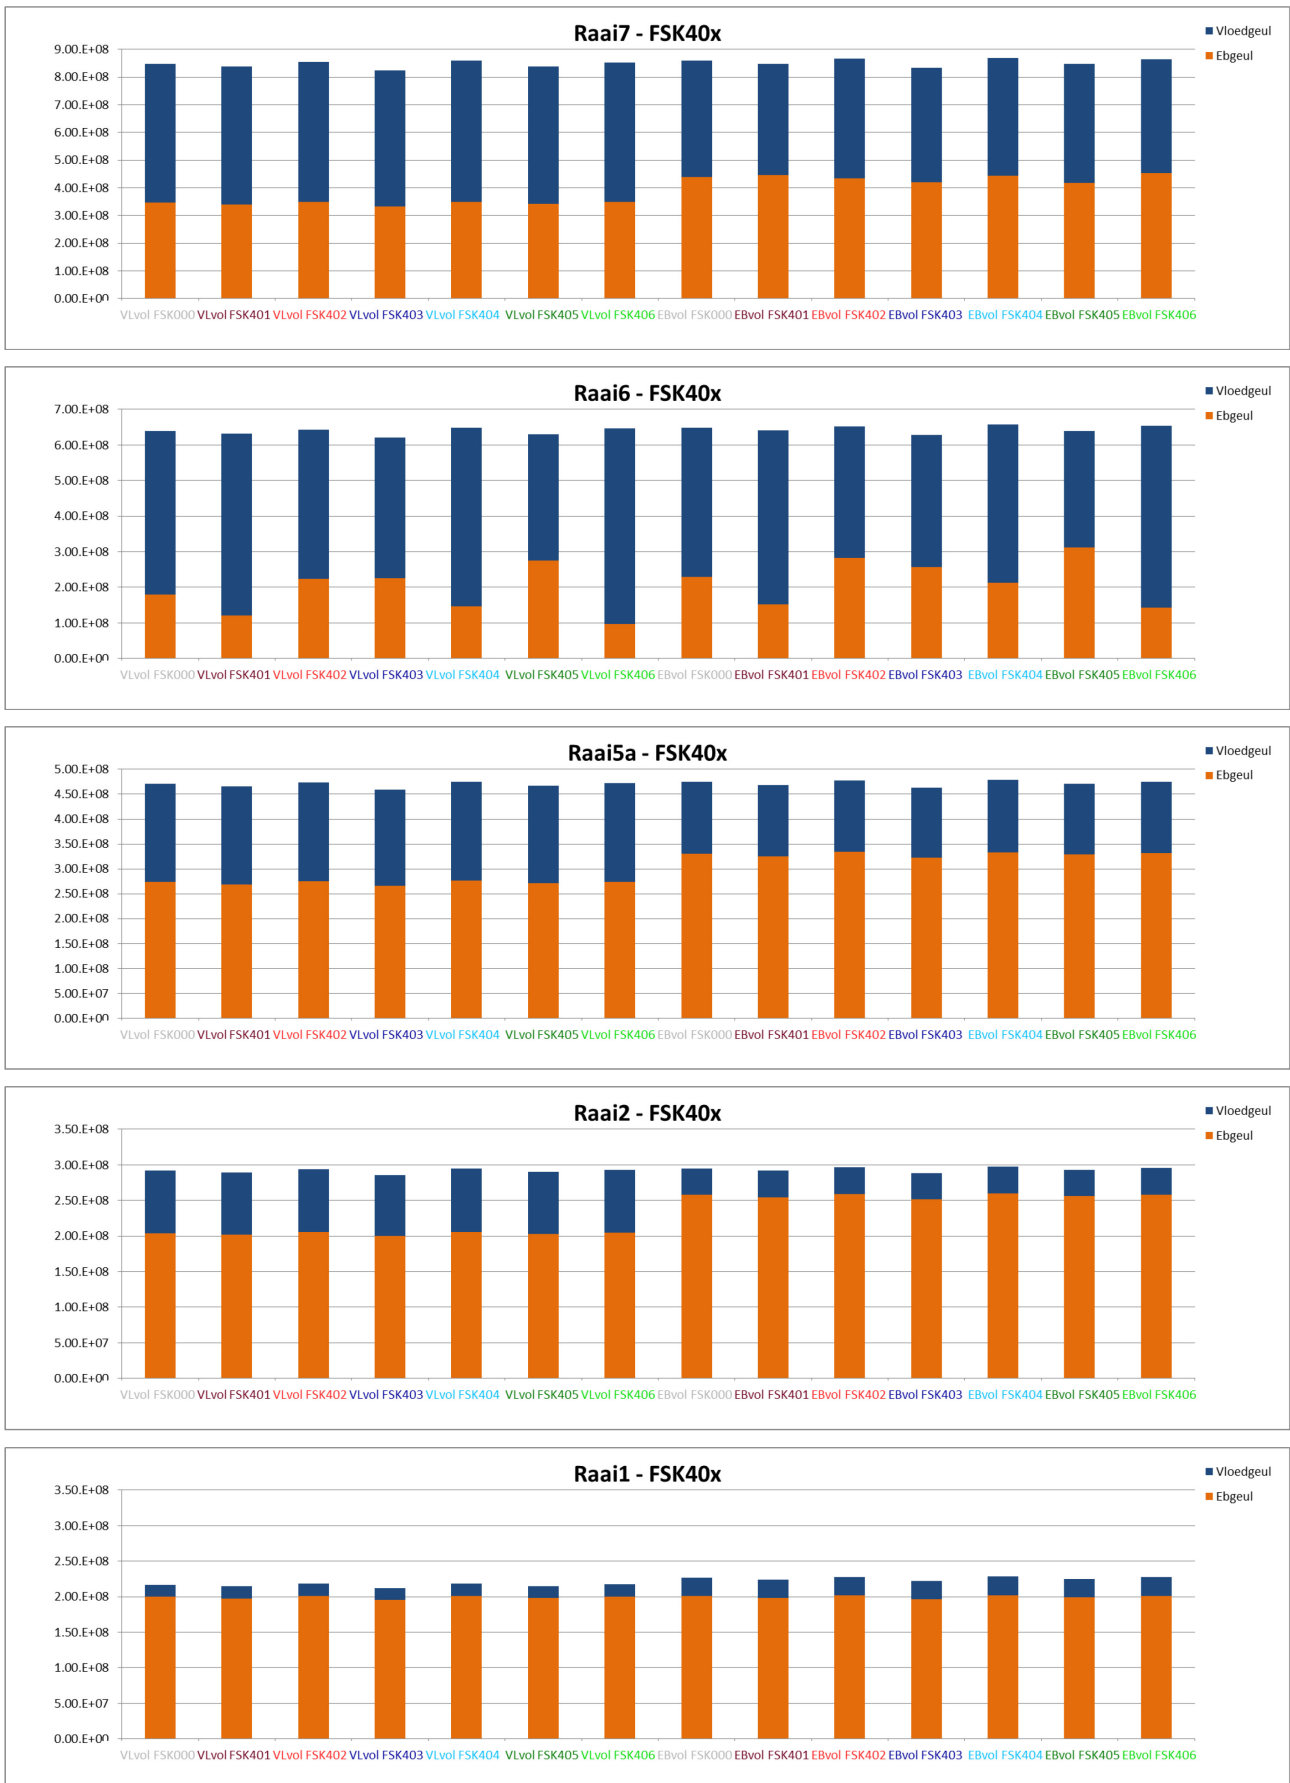 Raai7 - FSK40x
Vloedgeul
Ebgeul
9.00.E+08
8.00.E+08
7.00.E+08
6.00.E+08
5.00.E+08
4.00.E+08
3.00.E+08
2.00.E+08
1.00.E+08
0.00.E+00
VLvol FSK000 VLvol FSK401 VLvol FSK402 VLvol FSK403 VLvol FSK404 VLvol FSK405 VLvol FSK406 EBvol FSK000 EBvol FSK401 EBvol FSK402 EBvol FSK403 EBvol FSK404 EBvol FSK405 EBvol FSK406
Raai6 - FSK40x
Vloedgeul
Ebgeul
7.00.E+08
6.00.E+08
5.00.E+08
4.00.E+08
3.00.E+08
2.00.E+08
1.00.E+08
0.00.E+00
VLvol FSK000 VLvol FSK401 VLvol FSK402 VLvol FSK403 VLvol FSK404 VLvol FSK405 VLvol FSK406 EBvol FSK000 EBvol FSK401 EBvol FSK402 EBvol FSK403 EBvol FSK404 EBvol FSK405 EBvol FSK406
Raai5a - FSK40x
Vloedgeul
Ebgeul
5.00.E+08
4.50.E+08
4.00.E+08
3.50.E+08
3.00.E+08
2.50.E+08
2.00.E+08
1.50.E+08
1.00.E+08
5.00.E+07
0.00.E+00
VLvol FSK000 VLvol FSK401 VLvol FSK402 VLvol FSK403 VLvol FSK404 VLvol FSK405 VLvol FSK406 EBvol FSK000 EBvol FSK401 EBvol FSK402 EBvol FSK403 EBvol FSK404 EBvol FSK405 EBvol FSK406
Raai2 - FSK40x
Vloedgeul
Ebgeul
3.50.E+08
3.00.E+08
2.50.E+08
2.00.E+08
1.50.E+08
1.00.E+08
5.00.E+07
0.00.E+00
VLvol FSK000 VLvol FSK401 VLvol FSK402 VLvol FSK403 VLvol FSK404 VLvol FSK405 VLvol FSK406 EBvol FSK000 EBvol FSK401 EBvol FSK402 EBvol FSK403 EBvol FSK404 EBvol FSK405 EBvol FSK406
Raai1 - FSK40x
Vloedgeul
Ebgeul
3.50.E+08
3.00.E+08
2.50.E+08
2.00.E+08
1.50.E+08
1.00.E+08
5.00.E+07
0.00.E+00
VLvol FSK000 VLvol FSK401 VLvol FSK402 VLvol FSK403 VLvol FSK404 VLvol FSK405 VLvol FSK406 EBvol FSK000 EBvol FSK401 EBvol FSK402 EBvol FSK403 EBvol FSK404 EBvol FSK405 EBvol FSK406